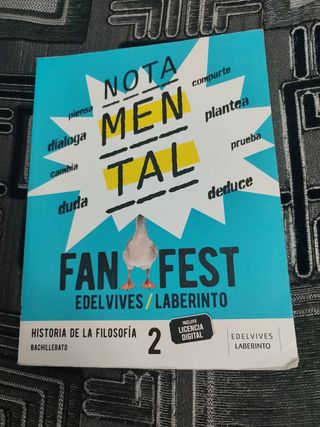 NOTA
MEN
TAL
piensa
dialoga
cambia
duda
comparte
plantea
prueba
deduce
FAN FEST
EDELVIVES/LABERINTO
HISTORIA DE LA FILOSOFÍA
BACHILLERATO
2
INCLUYE
LICENCIA
DIGITAL
EDELVIVES
LABERINTO